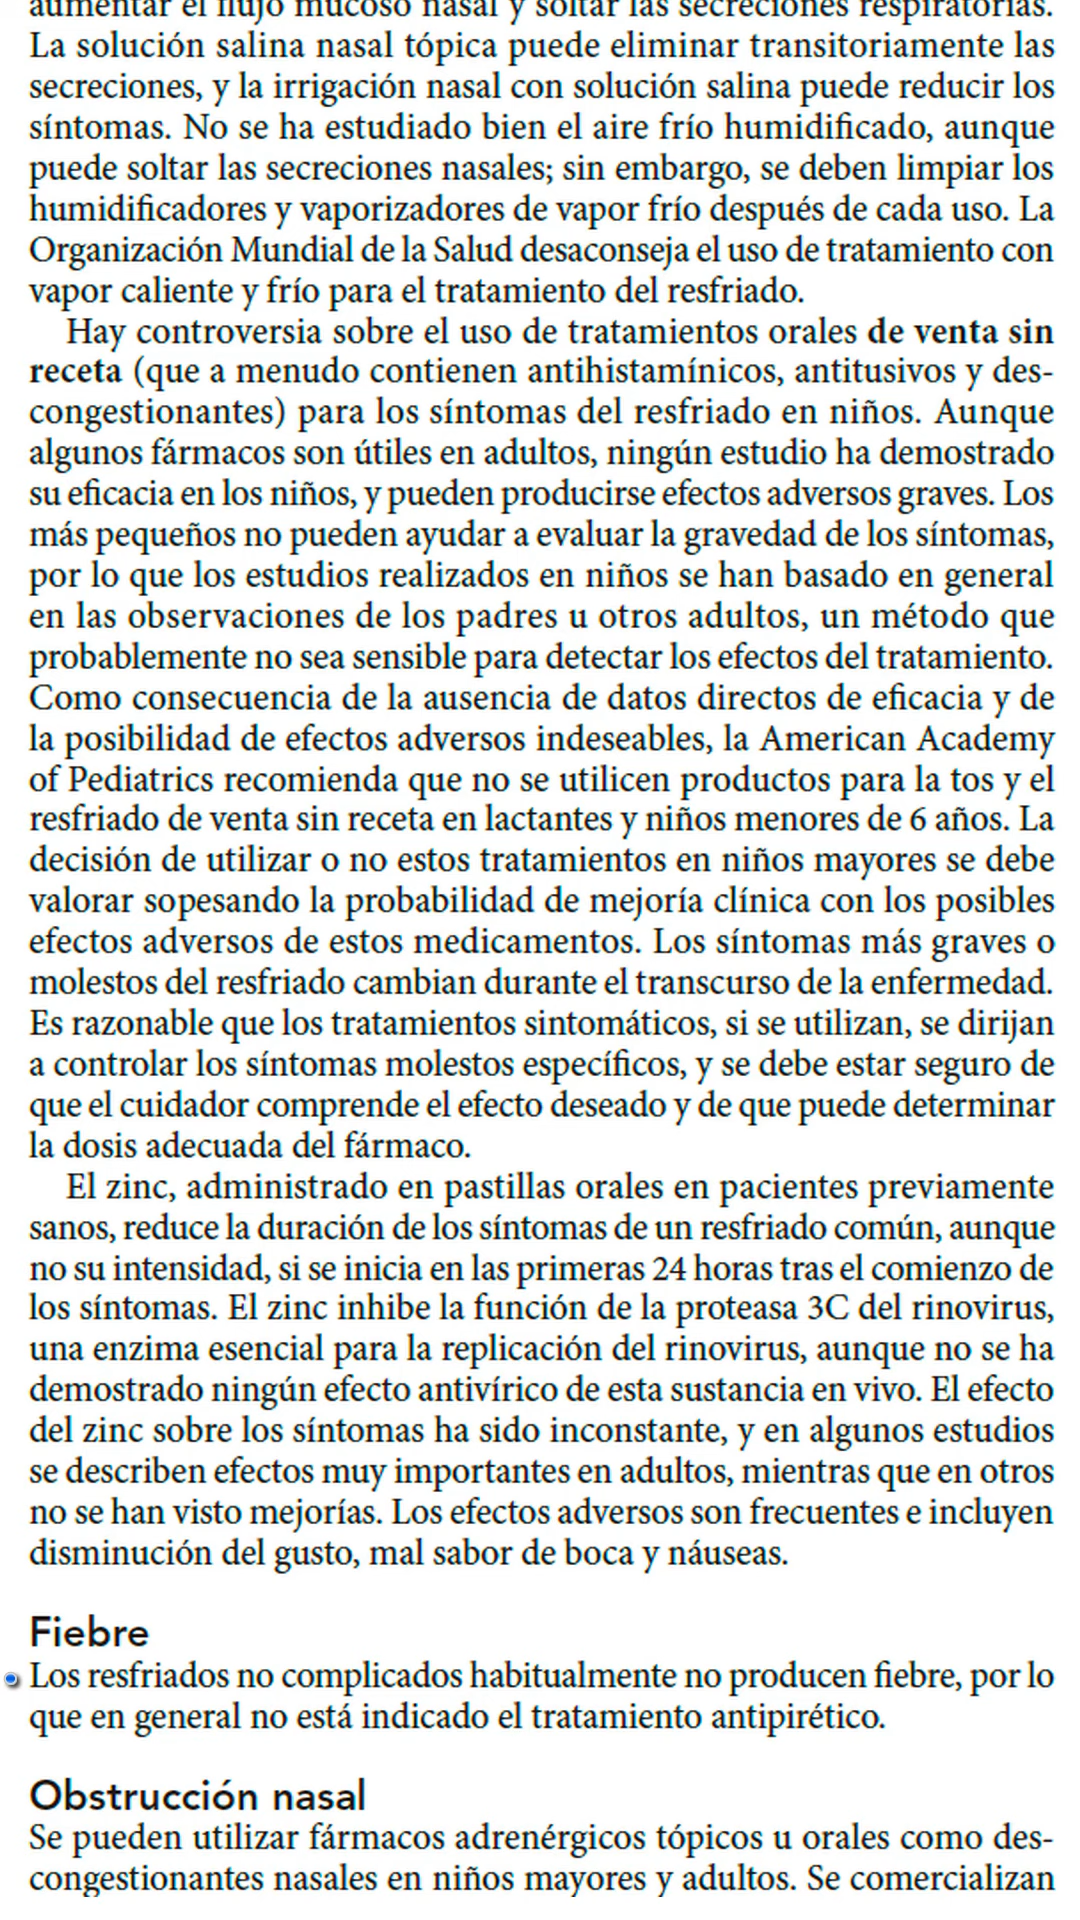 aumentar el flujo mucoso nasal y soltar las secreciones respiratorias.
La solución salina nasal tópica puede eliminar transitoriamente las
secreciones, y la irrigación nasal con solución salina puede reducir los
síntomas. No se ha estudiado bien el aire frío humidificado, aunque
puede soltar las secreciones nasales; sin embargo, se deben limpiar los
humidificadores y vaporizadores de vapor frío después de cada uso. La
Organización Mundial de la Salud desaconseja el uso de tratamiento con
vapor caliente y frío para el tratamiento del resfriado.
Hay controversia sobre el uso de tratamientos orales de venta sin
receta (que a menudo contienen antihistamínicos, antitusivos y des-
congestionantes) para los síntomas del resfriado en niños. Aunque
algunos fármacos son útiles en adultos, ningún estudio ha demostrado
su eficacia en los niños, y pueden producirse efectos adversos graves. Los
más pequeños no pueden ayudar a evaluar la gravedad de los síntomas,
por lo que los estudios realizados en niños se han basado en general
en las observaciones de los padres u otros adultos, un método que
probablemente no sea sensible para detectar los efectos del tratamiento.
Como consecuencia de la ausencia de datos directos de eficacia y de
la posibilidad de efectos adversos indeseables, la American Academy
of Pediatrics recomienda que no se utilicen productos para la tos y el
resfriado de venta sin receta en lactantes y niños menores de 6 años. La
decisión de utilizar o no estos tratamientos en niños mayores se debe
valorar sopesando la probabilidad de mejoría clínica con los posibles
efectos adversos de estos medicamentos. Los síntomas más graves o
molestos del resfriado cambian durante el transcurso de la enfermedad.
Es razonable que los tratamientos sintomáticos, si se utilizan, se dirijan
a controlar los síntomas molestos específicos, y se debe estar seguro de
que el cuidador comprende el efecto deseado y de que puede determinar
la dosis adecuada del fármaco.
El zinc, administrado en pastillas orales en pacientes previamente
sanos, reduce la duración de los síntomas de un resfriado común, aunque
no su intensidad, si se inicia en las primeras 24 horas tras el comienzo de
los síntomas. El zinc inhibe la función de la proteasa 3C del rinovirus,
una enzima esencial para la replicación del rinovirus, aunque no se ha
demostrado ningún efecto antivírico de esta sustancia en vivo. El efecto
del zinc sobre los síntomas ha sido inconstante, y en algunos estudios
se describen efectos muy importantes en adultos, mientras que en otros
no se han visto mejorías. Los efectos adversos son frecuentes e incluyen
disminución del gusto, mal sabor de boca y náuseas.
Fiebre
Los resfriados no complicados habitualmente no producen fiebre, por lo
que en general no está indicado el tratamiento antipirético.
Obstrucción nasal
Se pueden utilizar fármacos adrenérgicos tópicos u orales como des-
congestionantes nasales en niños mayores y adultos. Se comercializan